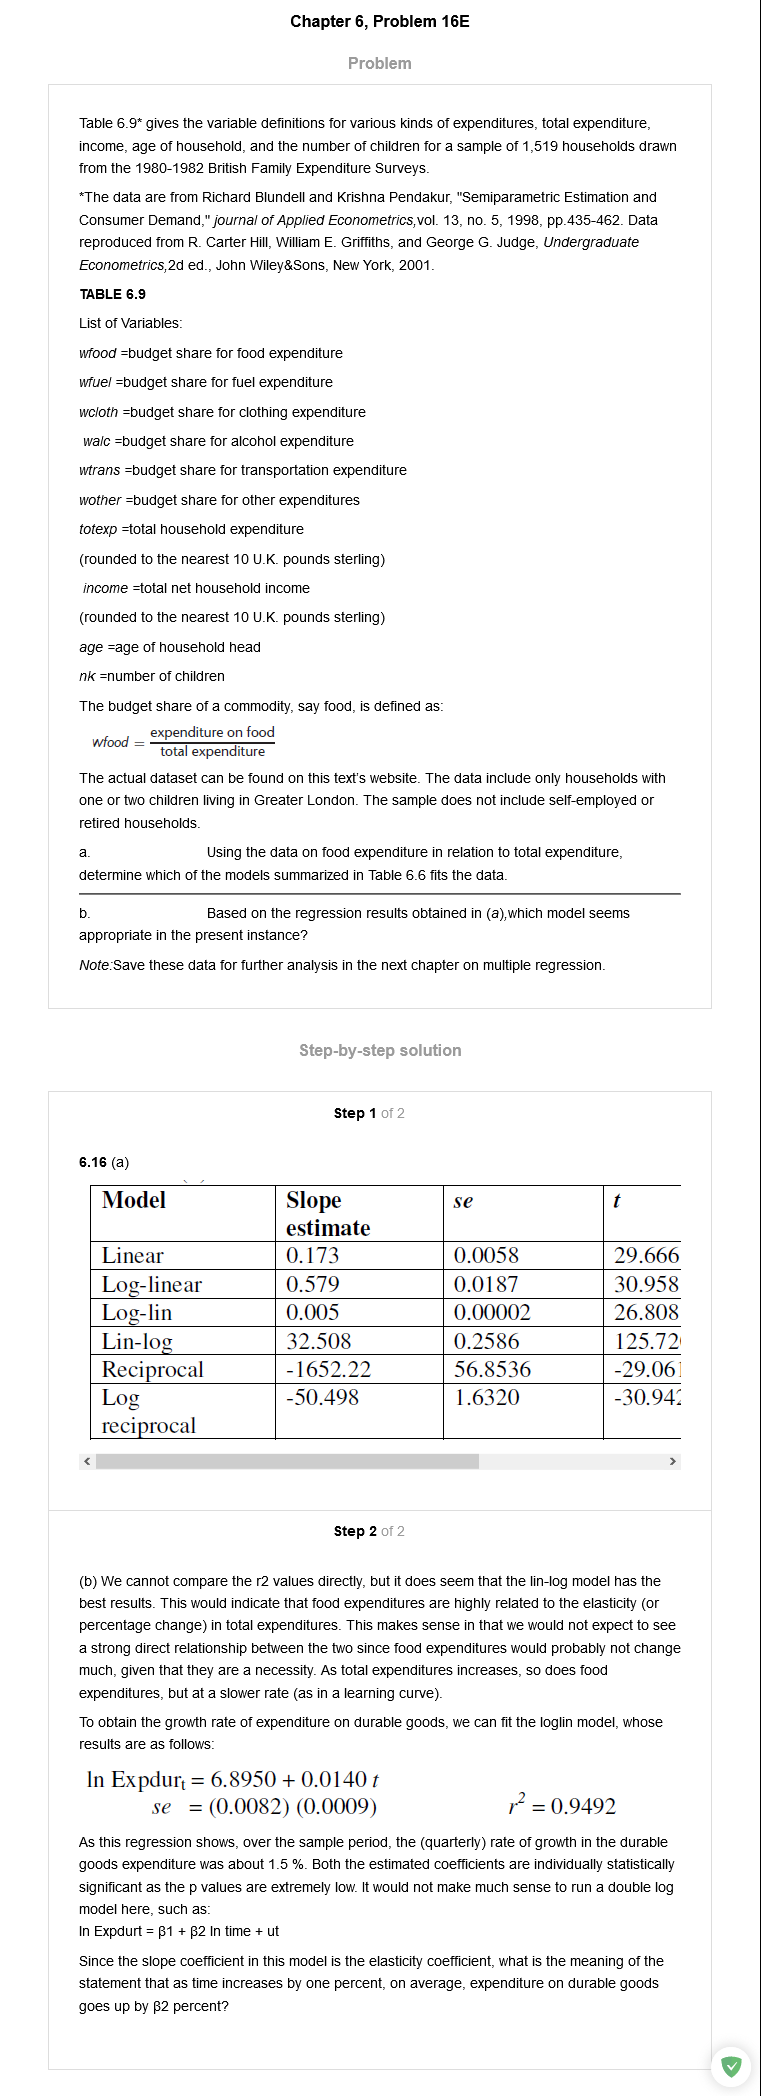 Chapter 6, Problem 16E
Problem
Table 6.9* gives the variable definitions for various kinds of expenditures, total expenditure,
income, age of household, and the number of children for a sample of 1,519 households drawn
from the 1980-1982 British Family Expenditure Surveys.
*The data are from Richard Blundell and Krishna Pendakur, "Semiparametric Estimation and
Consumer Demand," journal of Applied Econometrics,vol. 13, no. 5, 1998, pp.435-462. Data
reproduced from R. Carter Hill, William E. Griffiths, and George G. Judge, Undergraduate
Econometrics,2d ed., John Wiley&Sons, New York, 2001.
TABLE 6.9
List of Variables:
wfood =budget share for food expenditure
wfuel =budget share for fuel expenditure
wcloth =budget share for clothing expenditure
walc =budget share for alcohol expenditure
wtrans =budget share for transportation expenditure
wother =budget share for other expenditures
totexp =total household expenditure
(rounded to the nearest 10 U.K. pounds sterling)
income =total net household income
(rounded to the nearest 10 U.K. pounds sterling)
age =age of household head
nk =number of children
The budget share of a commodity, say food, is defined as:
wfood = expenditure on food
total expenditure
The actual dataset can be found on this text's website. The data include only households with
one or two children living in Greater London. The sample does not include self-employed or
retired households.
a. Using the data on food expenditure in relation to total expenditure,
determine which of the models summarized in Table 6.6 fits the data.
b. Based on the regression results obtained in (a),which model seems
appropriate in the present instance?
Note:Save these data for further analysis in the next chapter on multiple regression.
Step-by-step solution
Step 1 of 2
6.16 (a)
Model Slope estimate se t
Linear 0.173 0.0058 29.666
Log-linear 0.579 0.0187 30.958
Log-lin 0.005 0.00002 26.808
Lin-log 32.508 0.2586 125.72
Reciprocal -1652.22 56.8536 -29.061
Log reciprocal -50.498 1.6320 -30.942
Step 2 of 2
(b) We cannot compare the r2 values directly, but it does seem that the lin-log model has the
best results. This would indicate that food expenditures are highly related to the elasticity (or
percentage change) in total expenditures. This makes sense in that we would not expect to see
a strong direct relationship between the two since food expenditures would probably not change
much, given that they are a necessity. As total expenditures increases, so does food
expenditures, but at a slower rate (as in a learning curve).
To obtain the growth rate of expenditure on durable goods, we can fit the loglin model, whose
results are as follows:
ln Expdurt = 6.8950 + 0.0140 t
se = (0.0082) (0.0009) r² = 0.9492
As this regression shows, over the sample period, the (quarterly) rate of growth in the durable
goods expenditure was about 1.5 %. Both the estimated coefficients are individually statistically
significant as the p values are extremely low. It would not make much sense to run a double log
model here, such as:
ln Expdurt = β1 + β2 ln time + ut
Since the slope coefficient in this model is the elasticity coefficient, what is the meaning of the
statement that as time increases by one percent, on average, expenditure on durable goods
goes up by β2 percent?